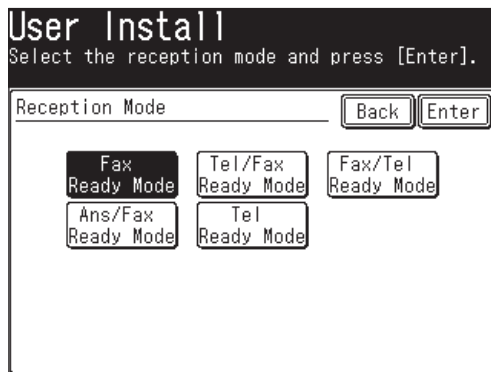 User Install
Select the reception mode and press [Enter].
Reception Mode
Back
Enter
Fax
Ready Mode
Tel/Fax
Ready Mode
Fax/Tel
Ready Mode
Ans/Fax
Ready Mode
Tel
Ready Mode